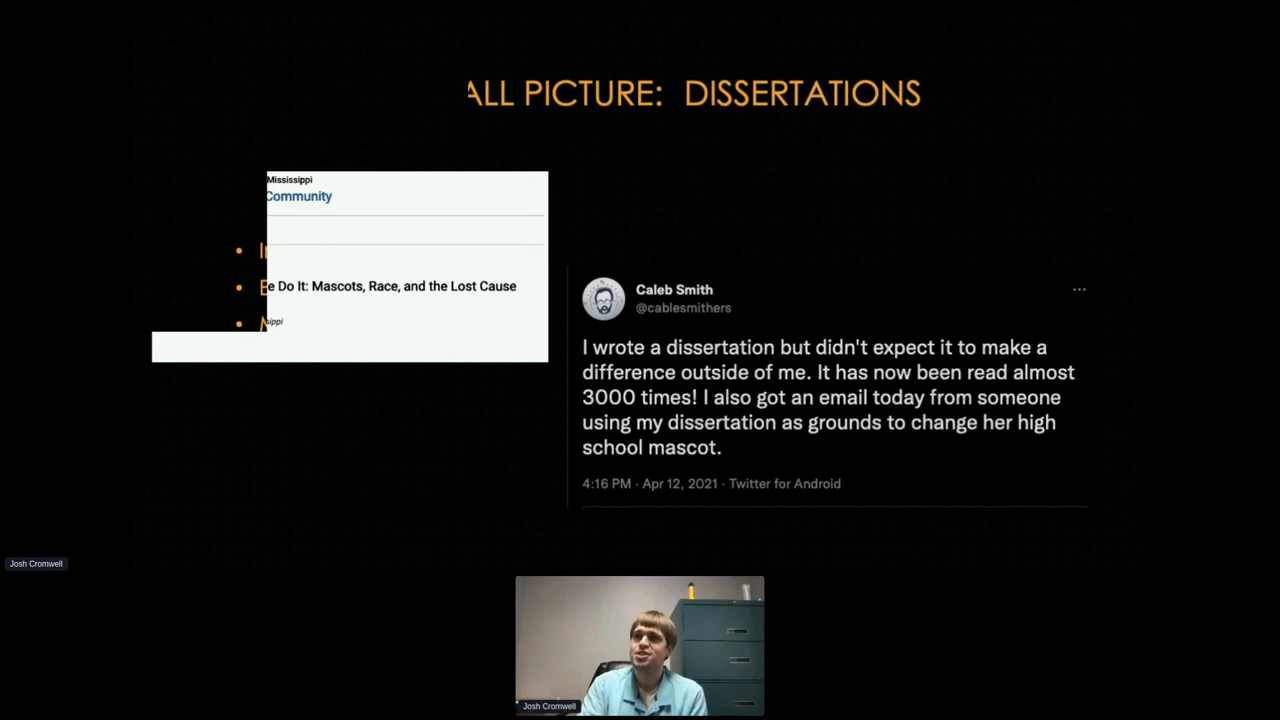 ALL PICTURE: DISSERTATIONS
Mississippi
Community
e Do It: Mascots, Race, and the Lost Cause
sippi
Caleb Smith
@cablesmithers
I wrote a dissertation but didn't expect it to make a
difference outside of me. It has now been read almost
3000 times! I also got an email today from someone
using my dissertation as grounds to change her high
school mascot.
4:16 PM · Apr 12, 2021 · Twitter for Android
Josh Cromwell
Josh Cromwell